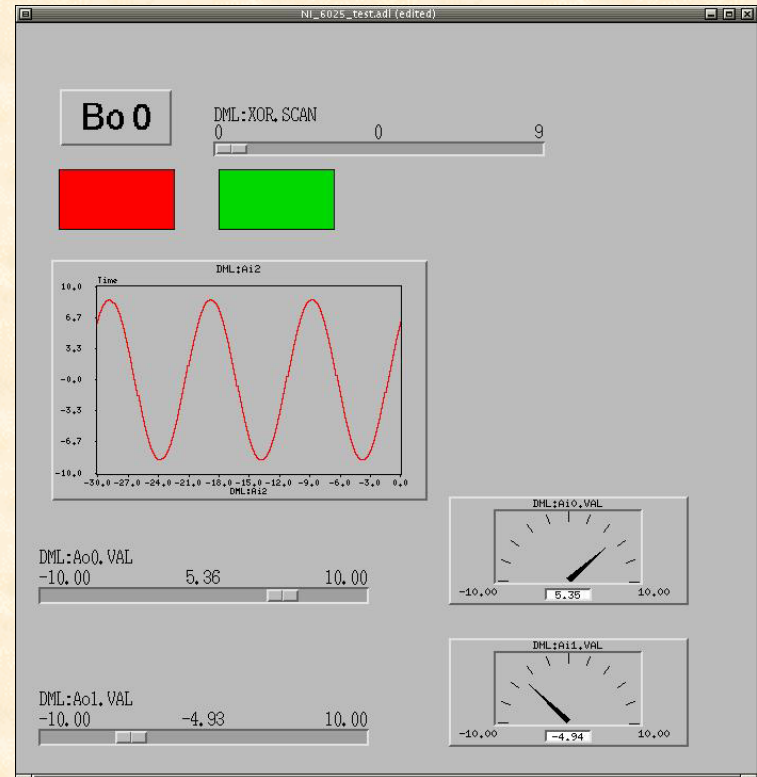 NI_6025_test.adl (edited)
Bo 0
DML:XOR.SCAN
0 0 9
DML:Ai2
Time
10.0
6.7
3.3
-0.0
-3.3
-6.7
-10.0
-30.0 -27.0 -24.0 -21.0 -18.0 -15.0 -12.0 -9.0 -6.0 -3.0 0.0
DML:Ai2
DML:Ao0.VAL
-10.00 5.36 10.00
DML:Ai0.VAL
-10.00 5.35 10.00
DML:Ao1.VAL
-10.00 -4.93 10.00
DML:Ai1.VAL
-10.00 -4.94 10.00